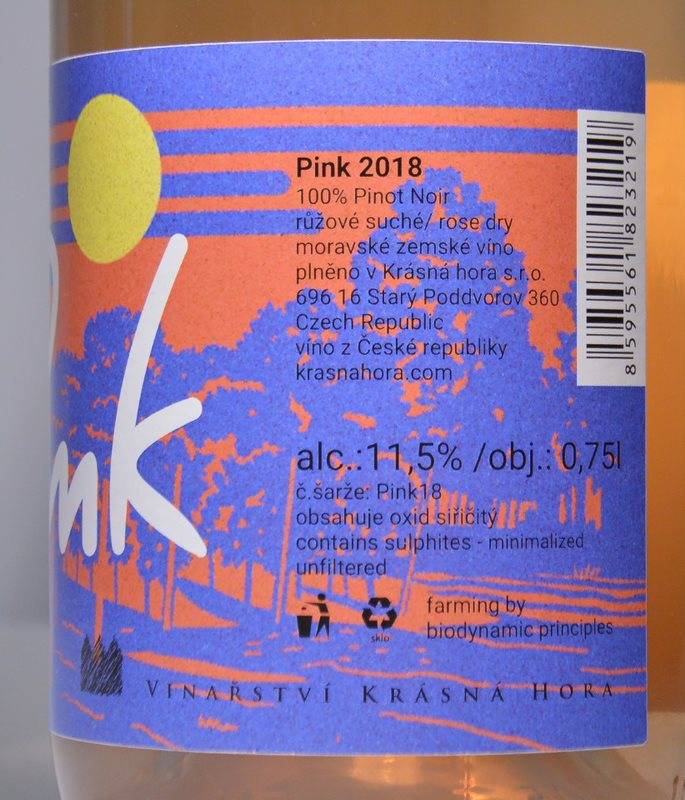 Pink 2018
100% Pinot Noir
růžové suché/ rose dry
moravské zemské víno
plněno v Krásná hora s.r.o.
696 16 Starý Poddvorov 360
Czech Republic
víno z České republiky
krasnahora.com
8 595561 823219
nk
alc.:11,5% /obj.: 0,75l
č.šarže: Pink18
obsahuje oxid siřičitý
contains sulphites - minimalized
unfiltered
sklo
farming by
biodynamic principles
VINAŘSTVÍ KRÁSNÁ HORA